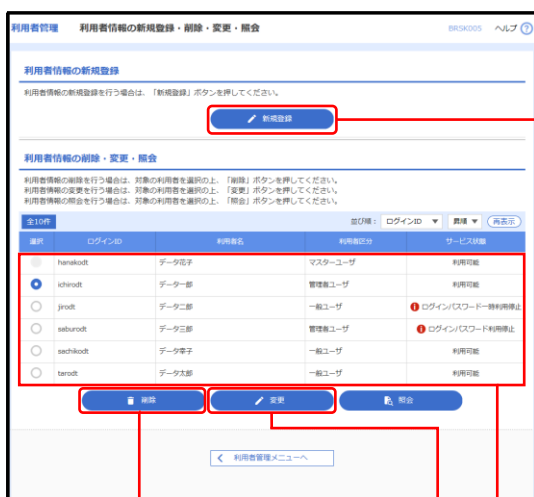 利用者管理 利用者情報の新規登録・削除・変更・照会 BRSK005 ヘルプ ?
利用者情報の新規登録
利用者情報の新規登録を行う場合は、「新規登録」ボタンを押してください。
新規登録
利用者情報の削除・変更・照会
利用者情報の削除を行う場合は、対象の利用者を選択の上、「削除」ボタンを押してください。
利用者情報の変更を行う場合は、対象の利用者を選択の上、「変更」ボタンを押してください。
利用者情報の照会を行う場合は、対象の利用者を選択の上、「照会」ボタンを押してください。
全10件 並び順： ログインID ▼ 昇順 ▼ 再表示
選択 ログインID 利用者名 利用者区分 サービス状態
hanakodt データ花子 マスターユーザ 利用可能
ichirodt データ一郎 管理者ユーザ 利用可能
jirodt データ二郎 一般ユーザ ログインパスワード一時利用停止
saburodt データ三郎 管理者ユーザ ログインパスワード利用停止
sachikodt データ幸子 一般ユーザ 利用可能
tarodt データ太郎 一般ユーザ 利用可能
削除 変更 照会
利用者管理メニューへ